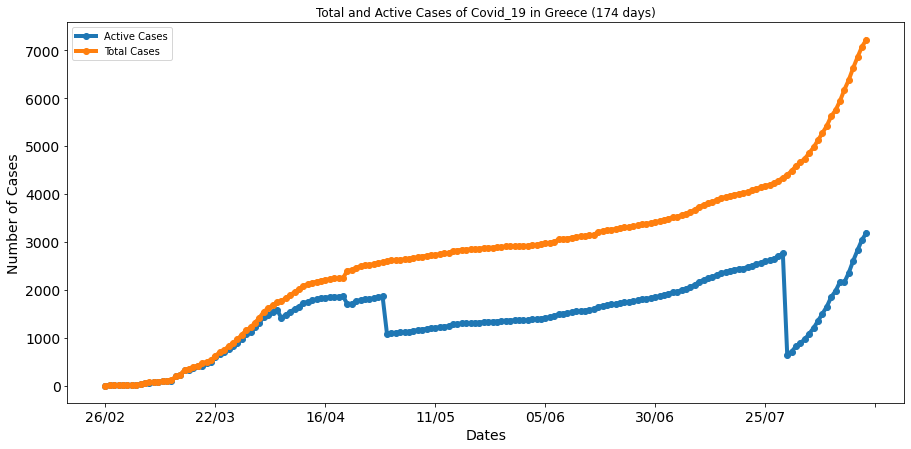 Total and Active Cases of Covid_19 in Greece (174 days)
Active Cases
Total Cases
Number of Cases
7000
6000
5000
4000
3000
2000
1000
0
26/02 22/03 16/04 11/05 05/06 30/06 25/07
Dates